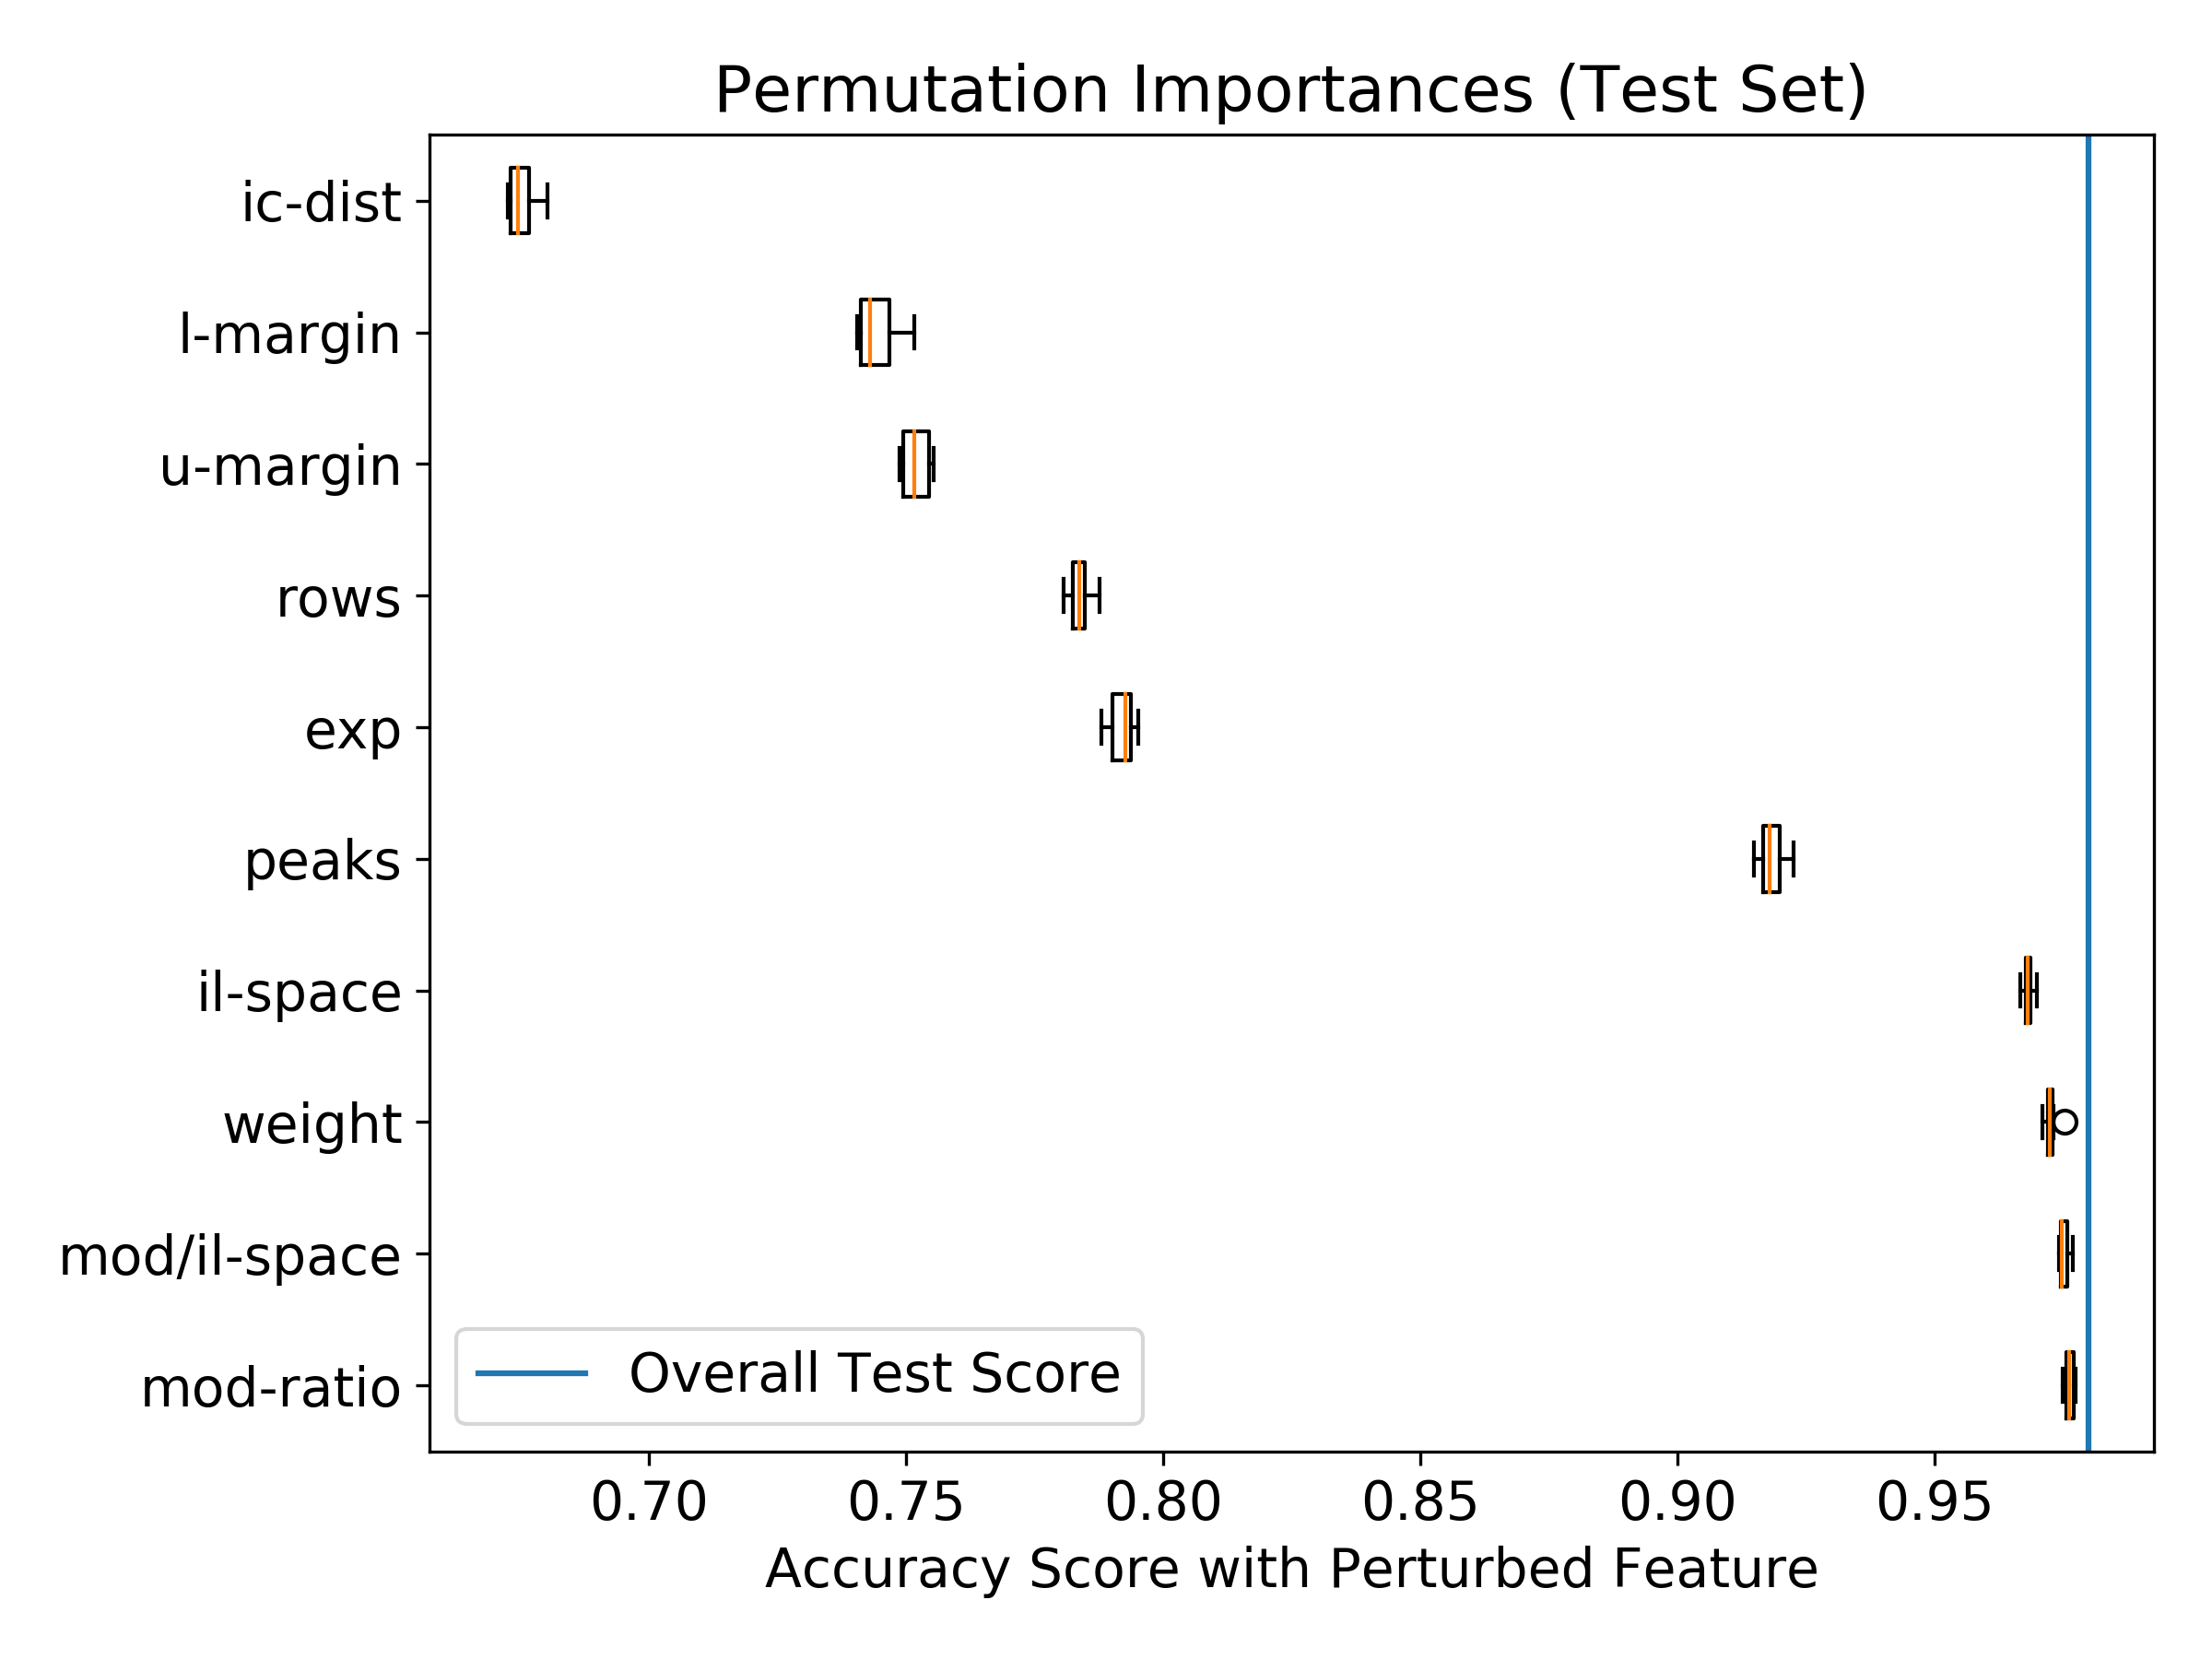 Permutation Importances (Test Set)
ic-dist
l-margin
u-margin
rows
exp
peaks
il-space
weight
mod/il-space
mod-ratio
Overall Test Score
0.70 0.75 0.80 0.85 0.90 0.95
Accuracy Score with Perturbed Feature